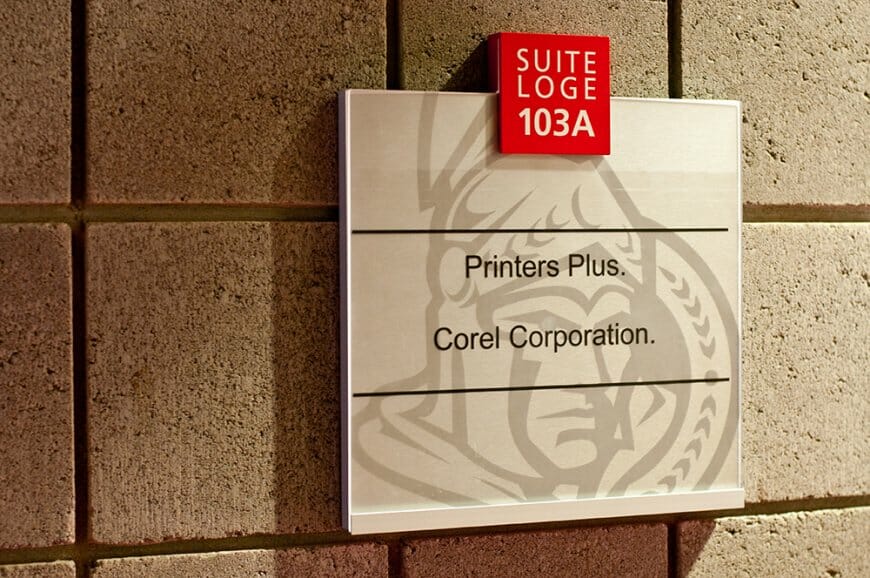 SUITE
LOGE
103A
Printers Plus.
Corel Corporation.